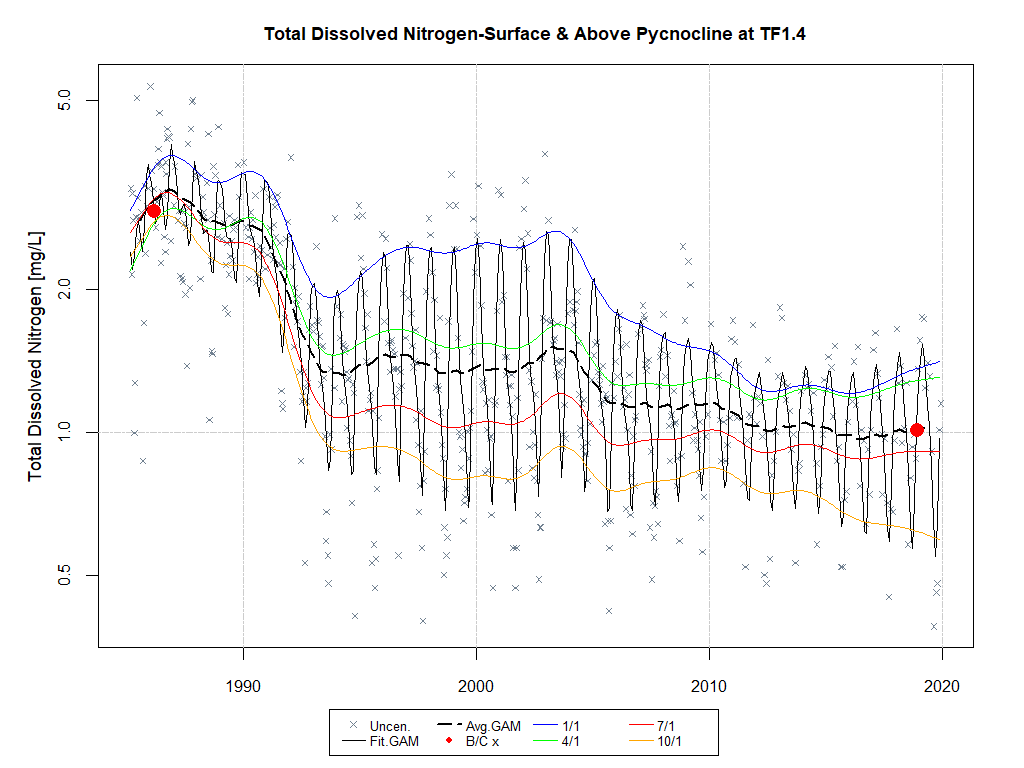 Total Dissolved Nitrogen-Surface & Above Pycnocline at TF1.4
Total Dissolved Nitrogen [mg/L]
5.0
2.0
1.0
0.5
1990 2000 2010 2020
Uncen. Avg.GAM 1/1 7/1
Fit.GAM B/C x 4/1 10/1